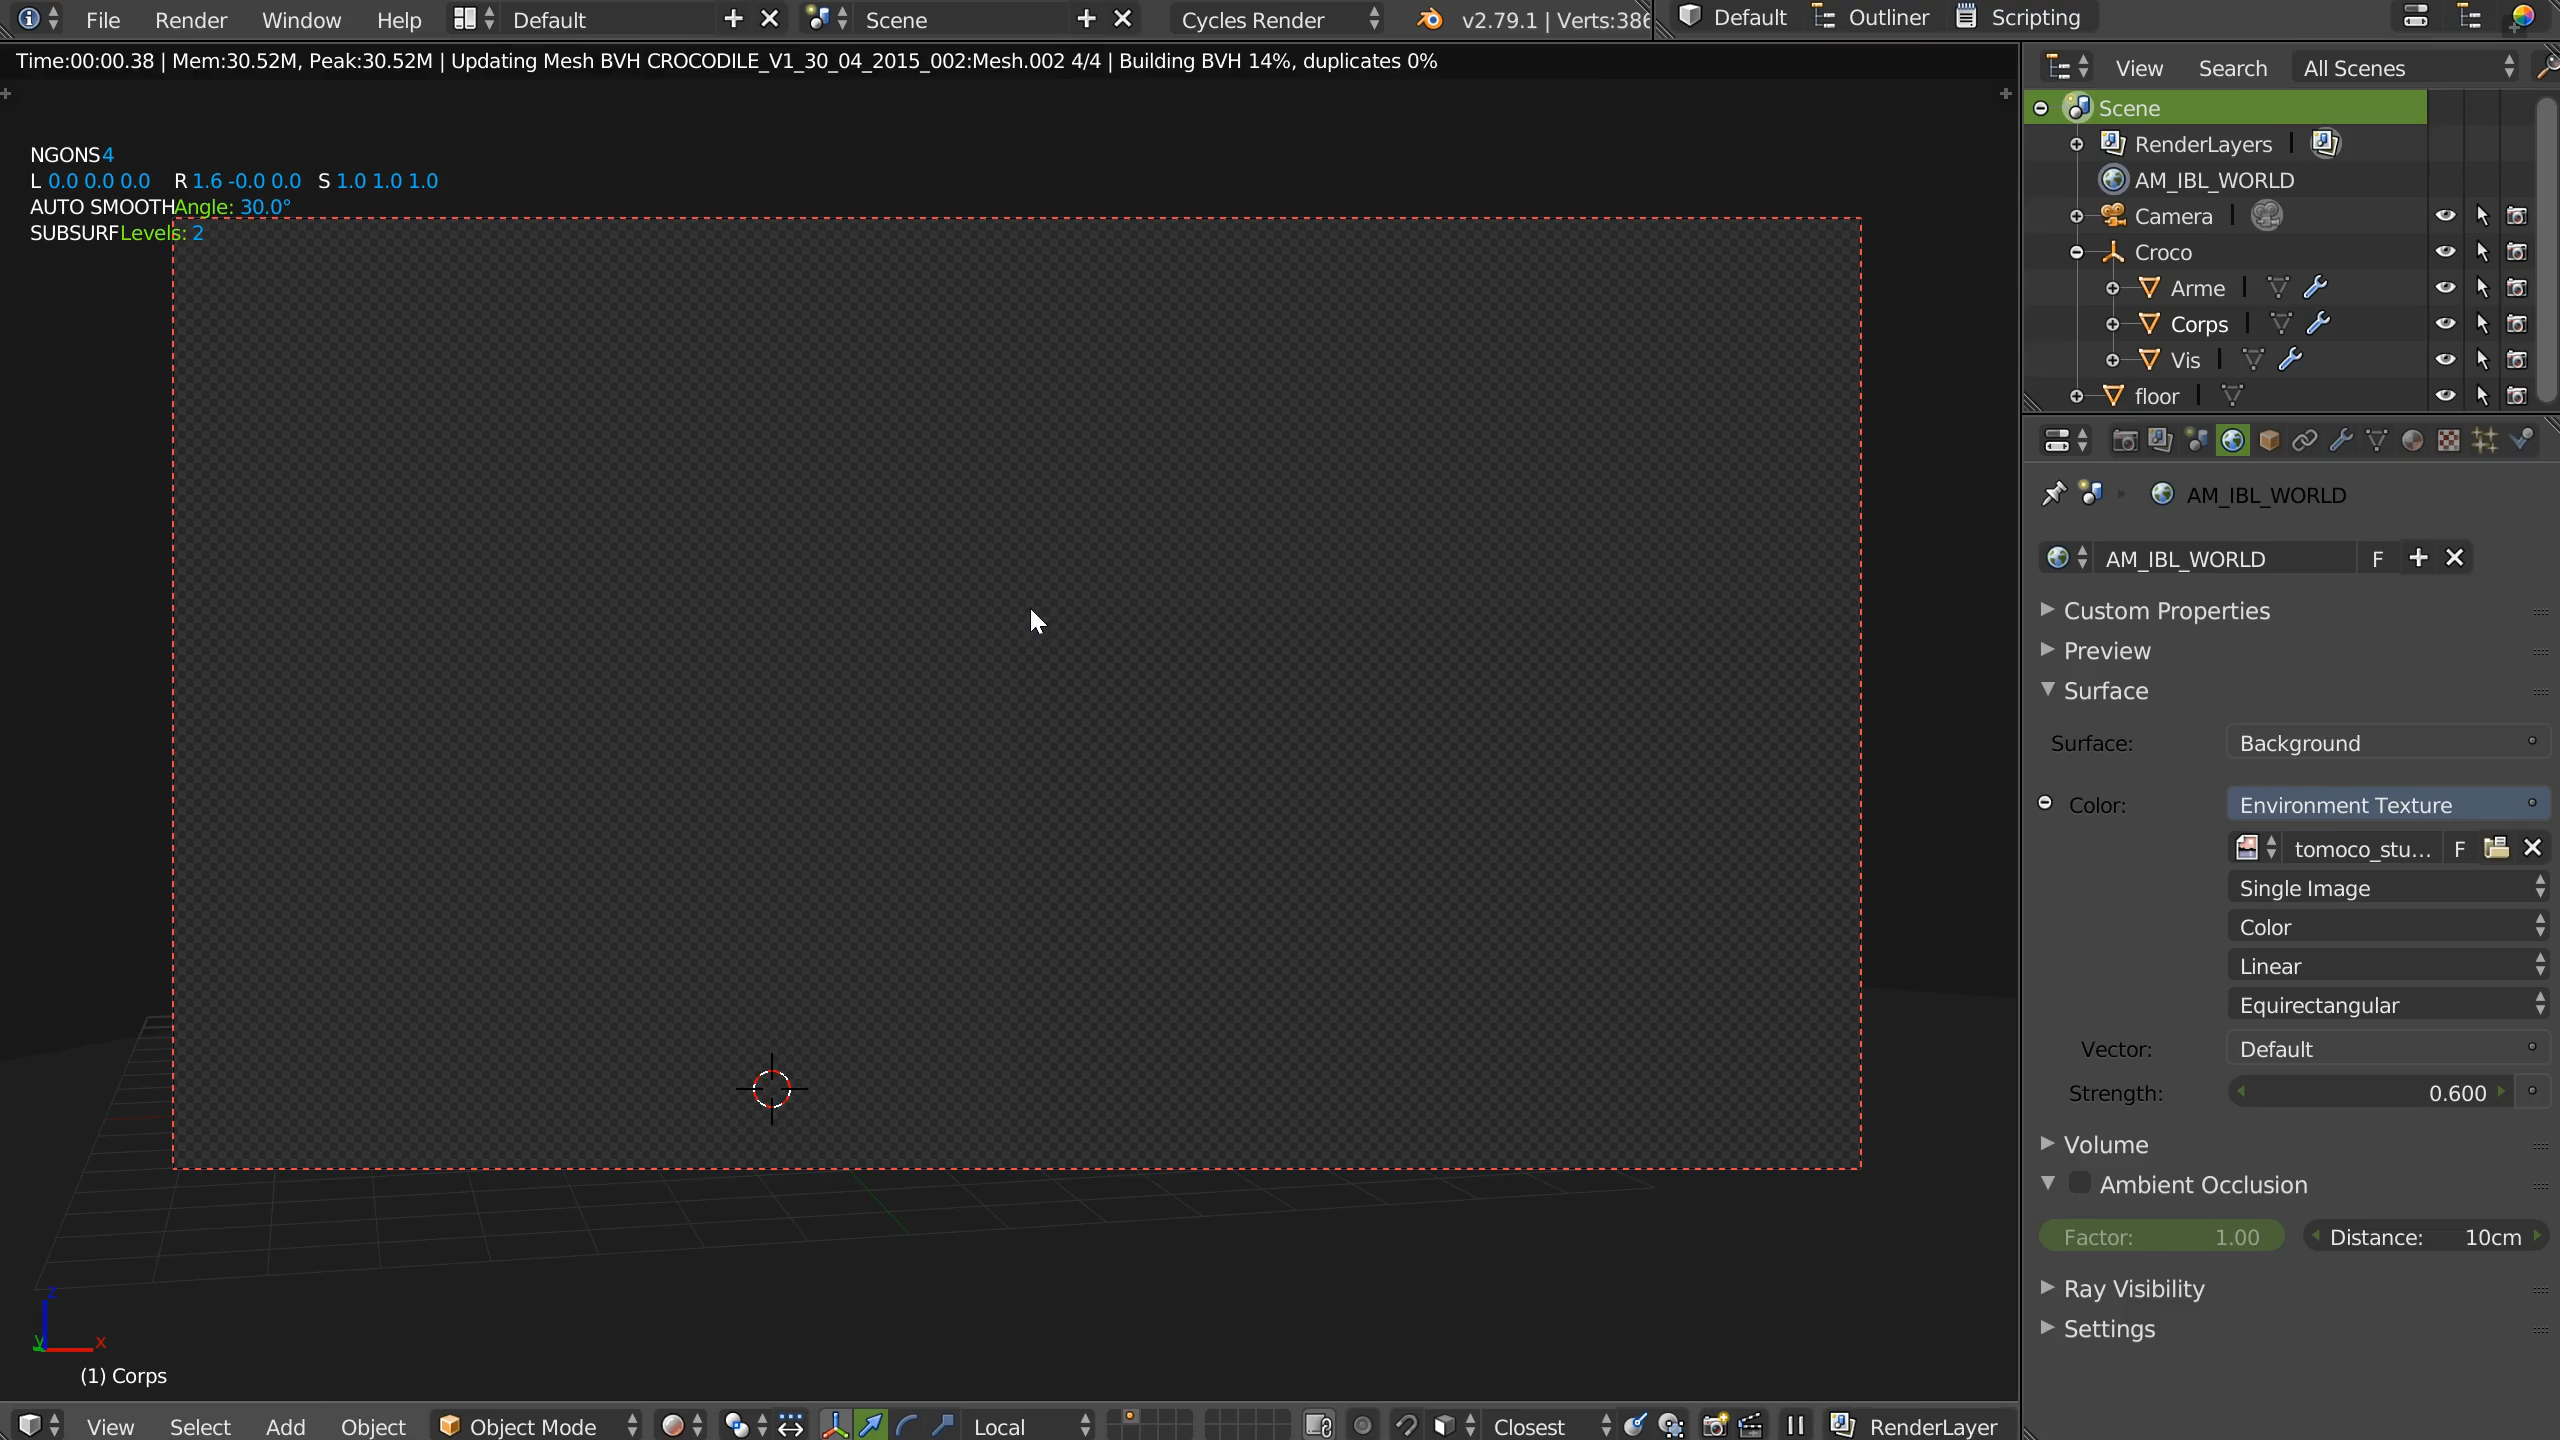 File Render Window Help Default Scene Cycles Render v2.79.1 | Verts:386 Default Outliner Scripting
Time:00:00.38 | Mem:30.52M, Peak:30.52M | Updating Mesh BVH CROCODILE_V1_30_04_2015_002:Mesh.002 4/4 | Building BVH 14%, duplicates 0%
NGONS4
L 0.0 0.0 0.0 R 1.6 -0.0 0.0 S 1.0 1.0 1.0
AUTO SMOOTHAngle: 30.0°
SUBSURFLevels: 2
View Search All Scenes
Scene
RenderLayers
AM_IBL_WORLD
Camera
Croco
Arme
Corps
Vis
floor
AM_IBL_WORLD
AM_IBL_WORLD F
Custom Properties
Preview
Surface
Surface: Background
Color: Environment Texture
tomoco_stu... F
Single Image
Color
Linear
Equirectangular
Vector: Default
Strength: 0.600
Volume
Ambient Occlusion
Factor: 1.00 Distance: 10cm
Ray Visibility
Settings
z
y x
(1) Corps
View Select Add Object Object Mode Local Closest RenderLayer